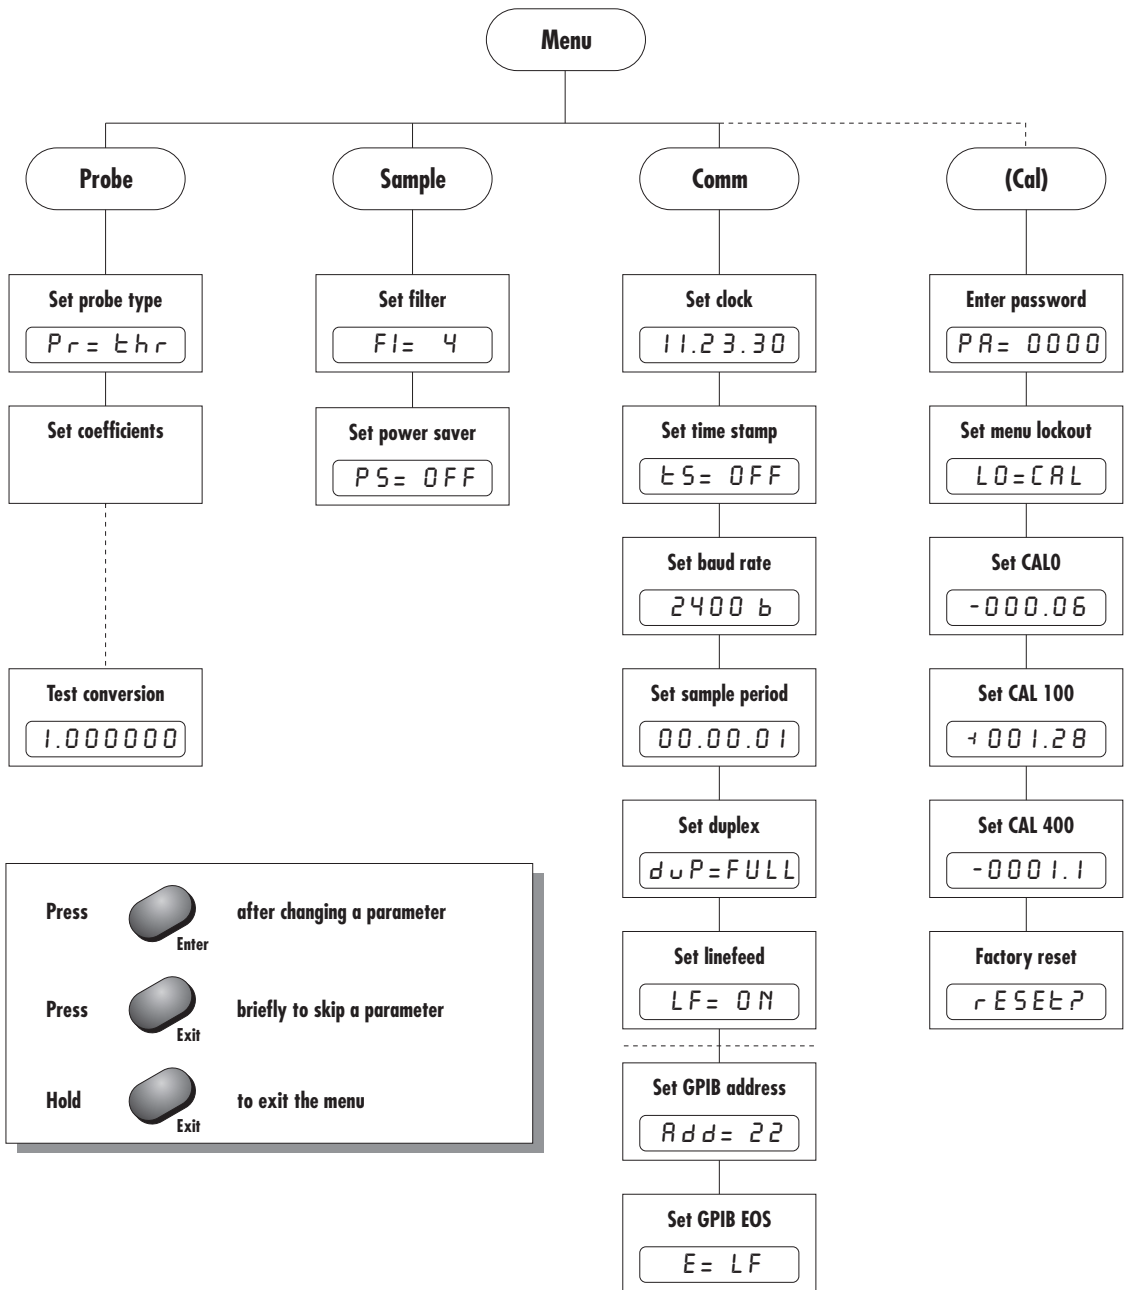 Menu
Probe
Set probe type
Pr= thr
Set coefficients
Test conversion
1.000000
Sample
Set filter
FI= 4
Set power saver
PS= OFF
Comm
Set clock
11.23.30
Set time stamp
tS= OFF
Set baud rate
2400 b
Set sample period
00.00.01
Set duplex
duP=FULL
Set linefeed
LF= ON
Set GPIB address
Add= 22
Set GPIB EOS
E= LF
(Cal)
Enter password
PA= 0000
Set menu lockout
LO=CAL
Set CAL0
-000.06
Set CAL 100
+001.28
Set CAL 400
-0001.1
Factory reset
rESEt?
Press Enter after changing a parameter
Press Exit briefly to skip a parameter
Hold Exit to exit the menu